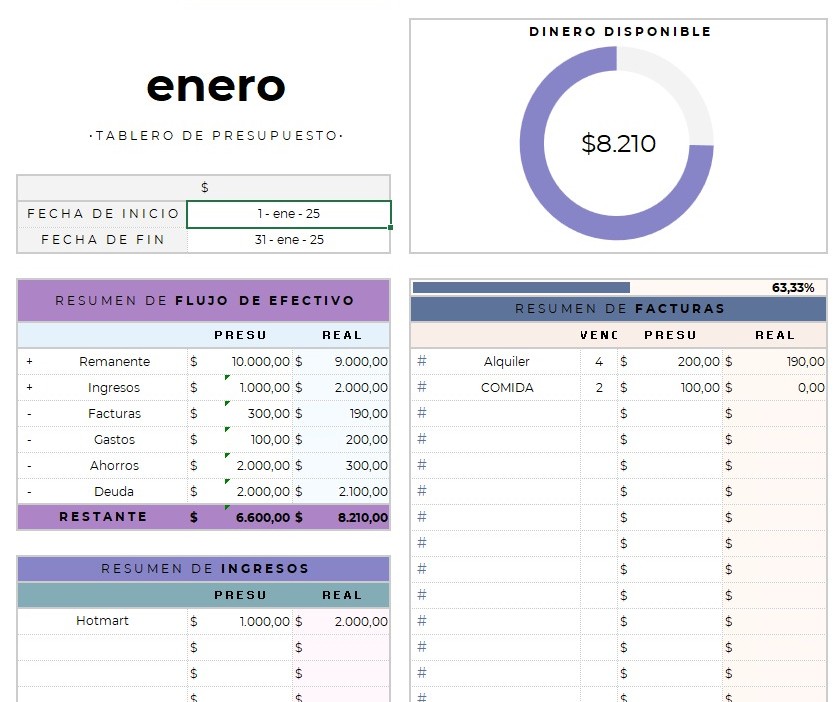 DINERO DISPONIBLE
$8.210
enero
·TABLERO DE PRESUPUESTO·
$
FECHA DE INICIO 1 - ene - 25
FECHA DE FIN 31 - ene - 25
RESUMEN DE FLUJO DE EFECTIVO
PRESU REAL
+ Remanente $ 10.000,00 $ 9.000,00
+ Ingresos $ 1.000,00 $ 2.000,00
- Facturas $ 300,00 $ 190,00
- Gastos $ 100,00 $ 200,00
- Ahorros $ 2.000,00 $ 300,00
- Deuda $ 2.000,00 $ 2.100,00
RESTANTE $ 6.600,00 $ 8.210,00
RESUMEN DE INGRESOS
PRESU REAL
Hotmart $ 1.000,00 $ 2.000,00
$ $
$ $
$ $
63,33%
RESUMEN DE FACTURAS
VENC PRESU REAL
# Alquiler 4 $ 200,00 $ 190,00
# COMIDA 2 $ 100,00 $ 0,00
# $ $
# $ $
# $ $
# $ $
# $ $
# $ $
# $ $
# $ $
# $ $
# $ $
# $ $
# $ $